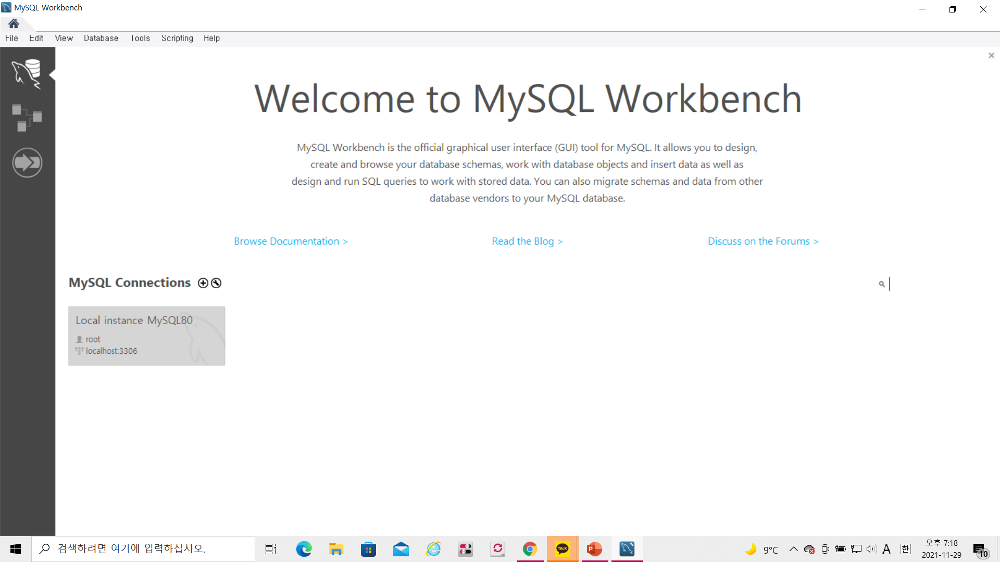 MySQL Workbench
File Edit View Database Tools Scripting Help
Welcome to MySQL Workbench
MySQL Workbench is the official graphical user interface (GUI) tool for MySQL. It allows you to design,
create and browse your database schemas, work with database objects and insert data as well as
design and run SQL queries to work with stored data. You can also migrate schemas and data from other
database vendors to your MySQL database.
Browse Documentation > Read the Blog > Discuss on the Forums >
MySQL Connections
Local instance MySQL80
root
localhost:3306
검색하려면 여기에 입력하십시오.
TALK
P
9°C
A
한
오후 7:18
2021-11-29
10